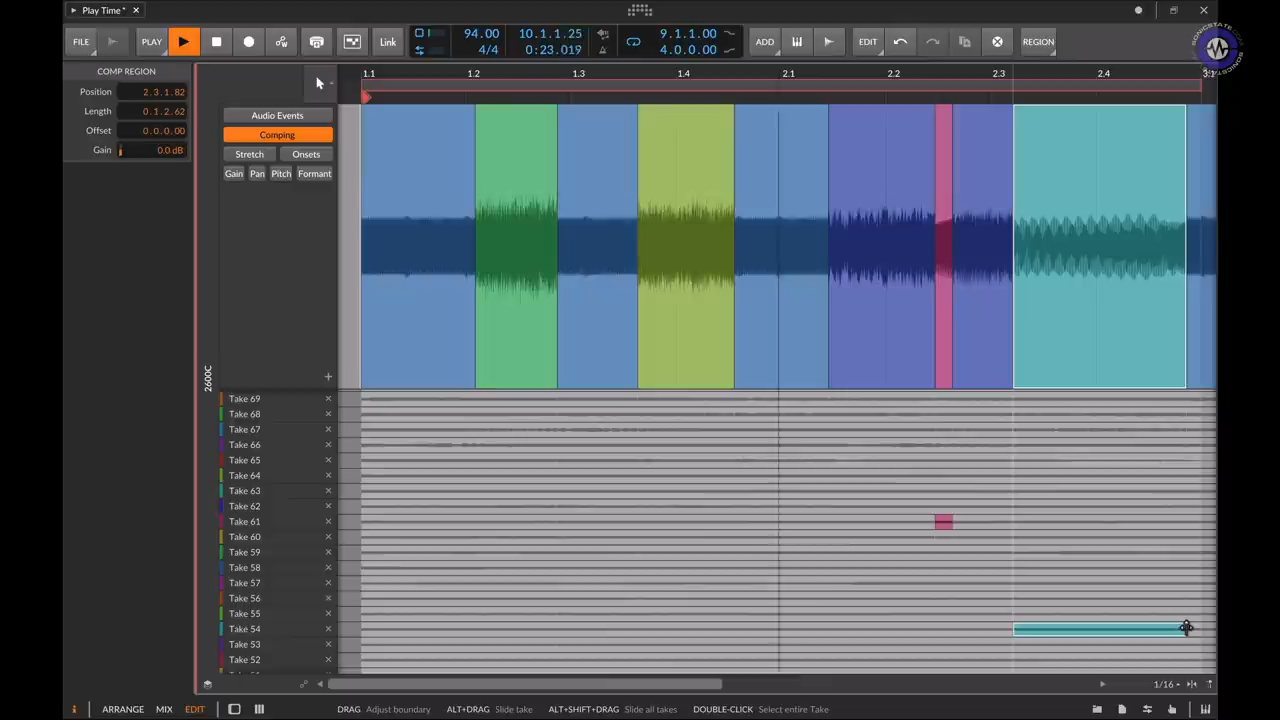 Play Time*
FILE
PLAY
Link
94.00
4/4
10.1.1.25
0:23.019
9.1.1.00
4.0.0.00
ADD
EDIT
REGION
COMP REGION
Position 2.3.1.82
Length 0.1.2.62
Offset 0.0.0.00
Gain 0.0 dB
1.1 1.2 1.3 1.4 2.1 2.2 2.3 2.4
Audio Events
Comping
Stretch Onsets
Gain Pan Pitch Formant
2600C
Take 69
Take 68
Take 67
Take 66
Take 65
Take 64
Take 63
Take 62
Take 61
Take 60
Take 59
Take 58
Take 57
Take 56
Take 55
Take 54
Take 53
Take 52
1/16
ARRANGE MIX EDIT
DRAG Adjust boundary ALT+DRAG Slide take ALT+SHIFT+DRAG Slide all takes DOUBLE-CLICK Select entire Take